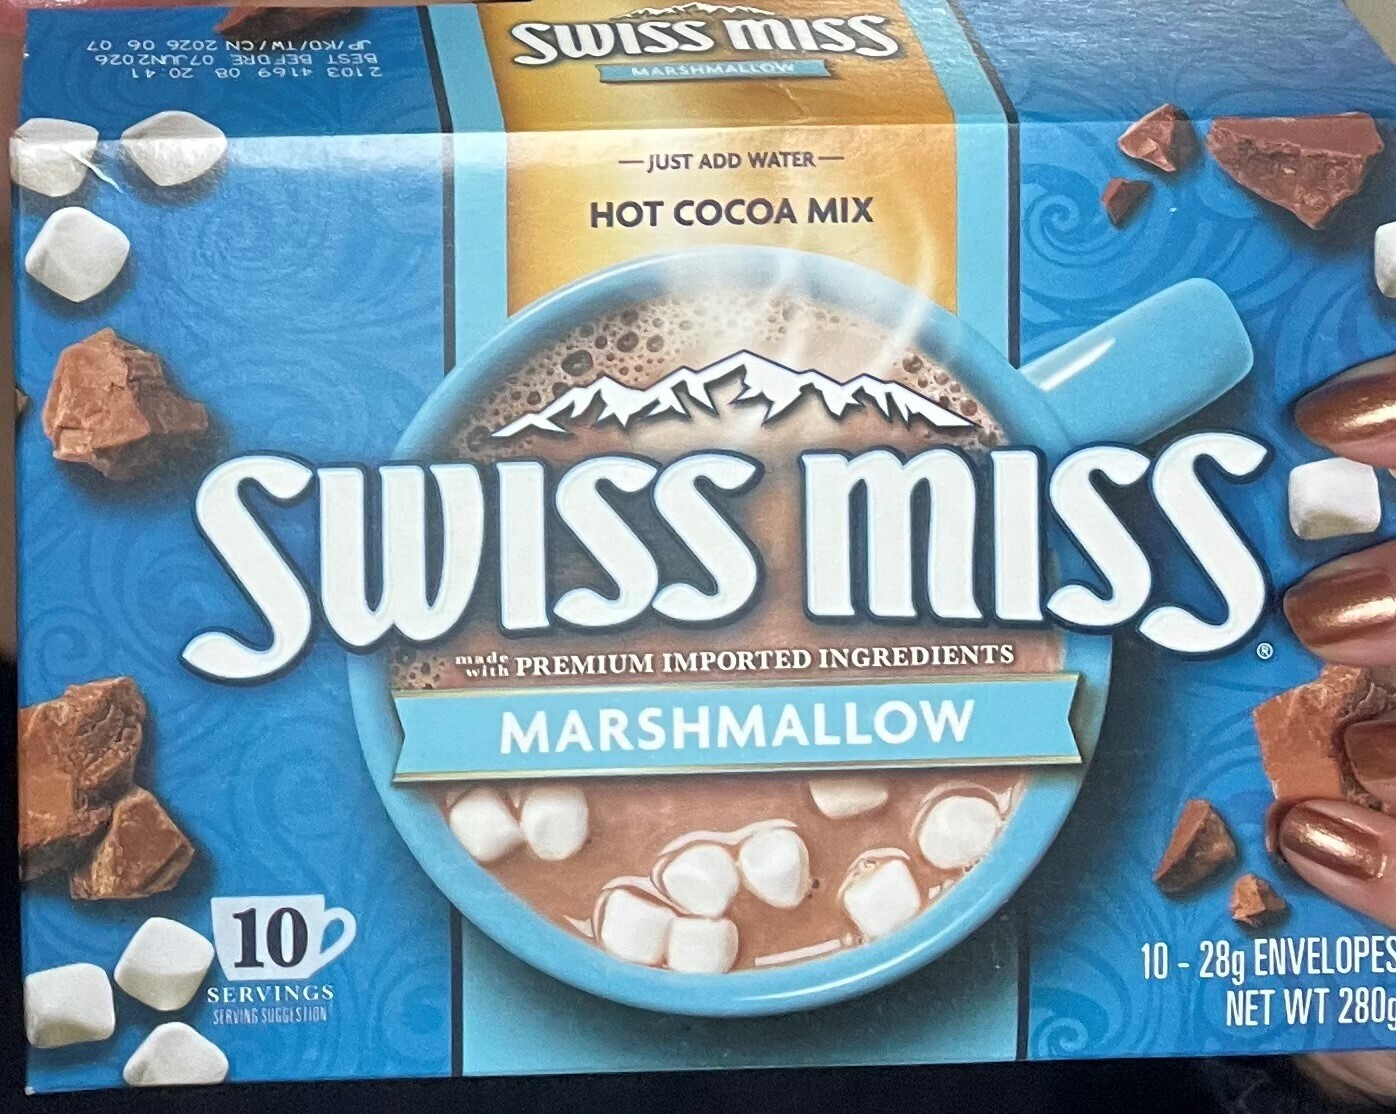 2103 4169 08 20:41
BEST BEFORE 07JUN2026
JP/KO/TW/CN 2026 06 07
SWISS MISS
MARSHMALLOW
JUST ADD WATER
HOT COCOA MIX
SWISS MISS®
made with PREMIUM IMPORTED INGREDIENTS
MARSHMALLOW
10
SERVINGS
SERVING SUGGESTION
10 - 28g ENVELOPES
NET WT 280g